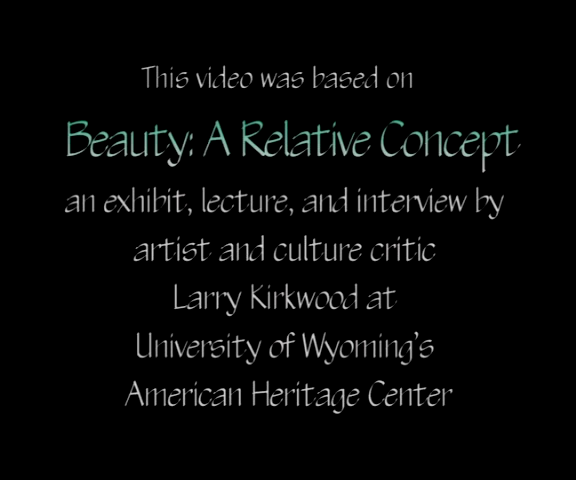 This video was based on
Beauty: A Relative Concept
an exhibit, lecture, and interview by
artist and culture critic
Larry Kirkwood at
University of Wyoming's
American Heritage Center